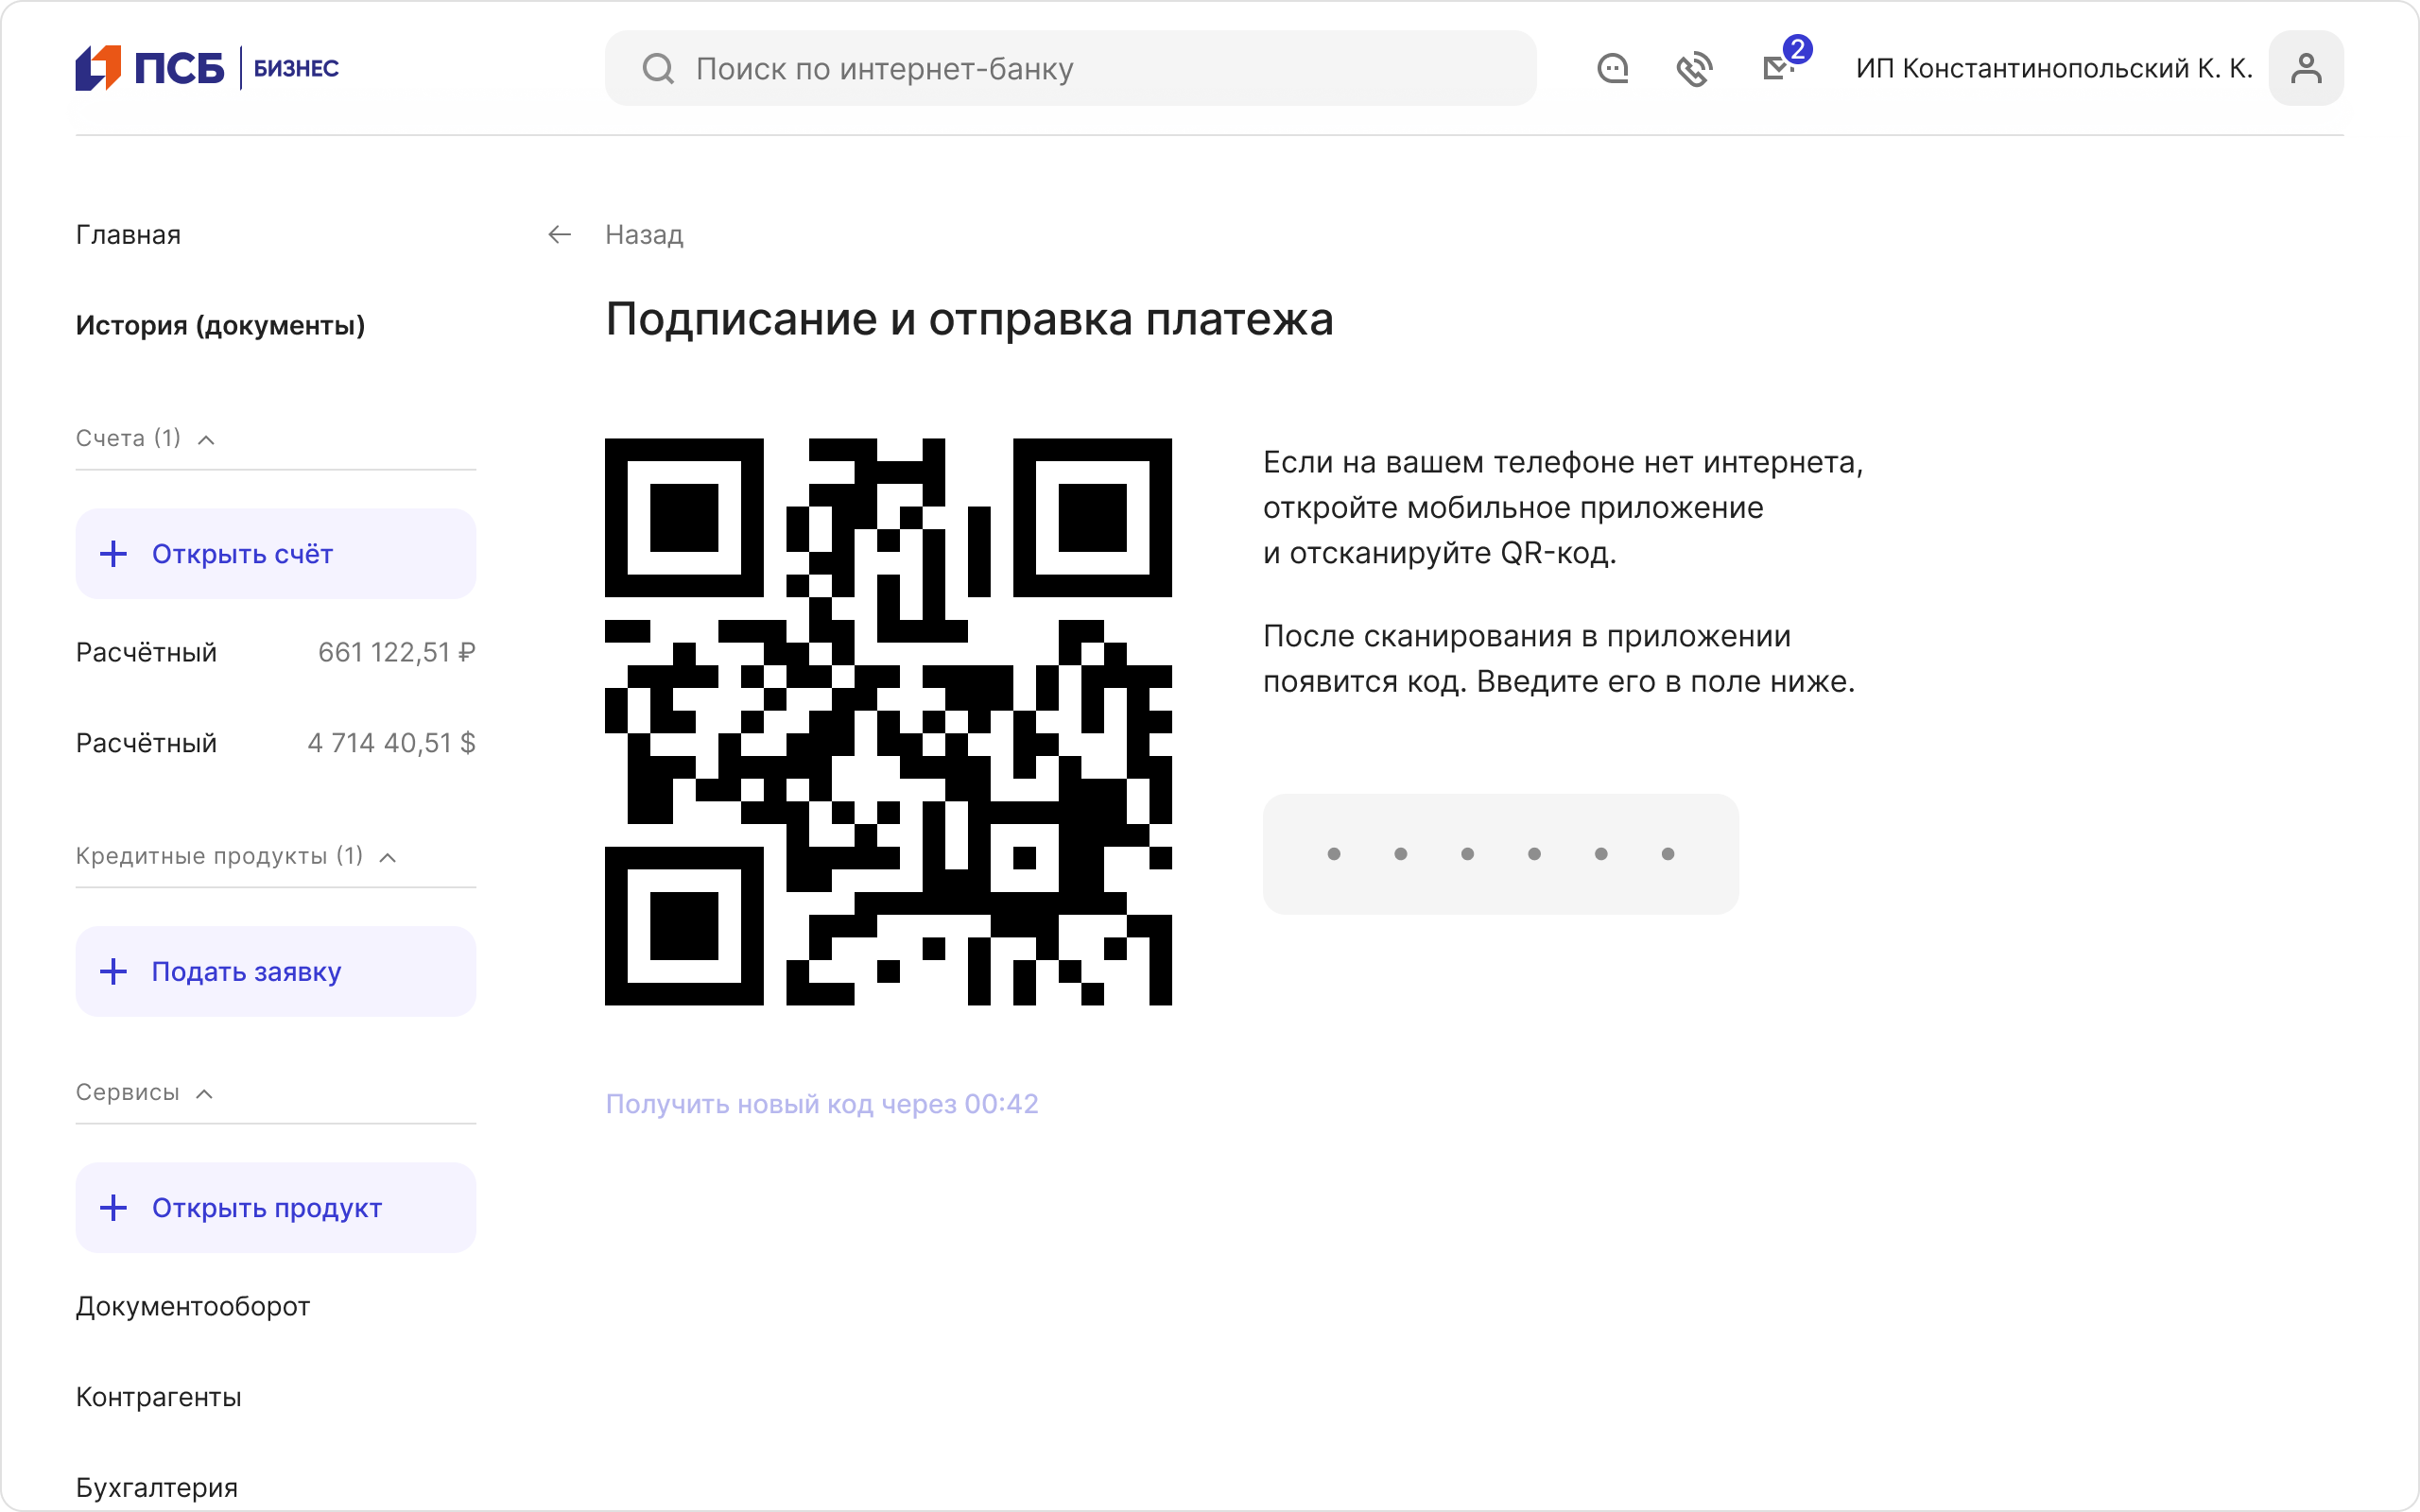 ПСБ БИЗНЕС
Поиск по интернет-банку
2
ИП Константинопольский К. К.
Главная
История (документы)
Счета (1)
Открыть счёт
Расчётный 661 122,51 ₽
Расчётный 4 714 40,51 $
Кредитные продукты (1)
Подать заявку
Сервисы
Открыть продукт
Документооборот
Контрагенты
Бухгалтерия
Назад
Подписание и отправка платежа
Если на вашем телефоне нет интернета,
откройте мобильное приложение
и отсканируйте QR-код.
После сканирования в приложении
появится код. Введите его в поле ниже.
Получить новый код через 00:42